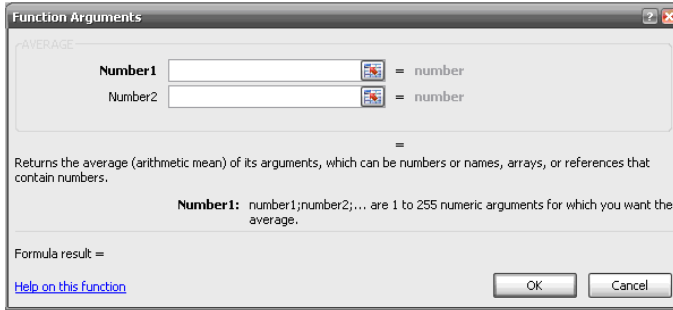 Function Arguments
AVERAGE
Number1 = number
Number2 = number
=
Returns the average (arithmetic mean) of its arguments, which can be numbers or names, arrays, or references that
contain numbers.
Number1: number1;number2;... are 1 to 255 numeric arguments for which you want the
average.
Formula result =
Help on this function
OK
Cancel